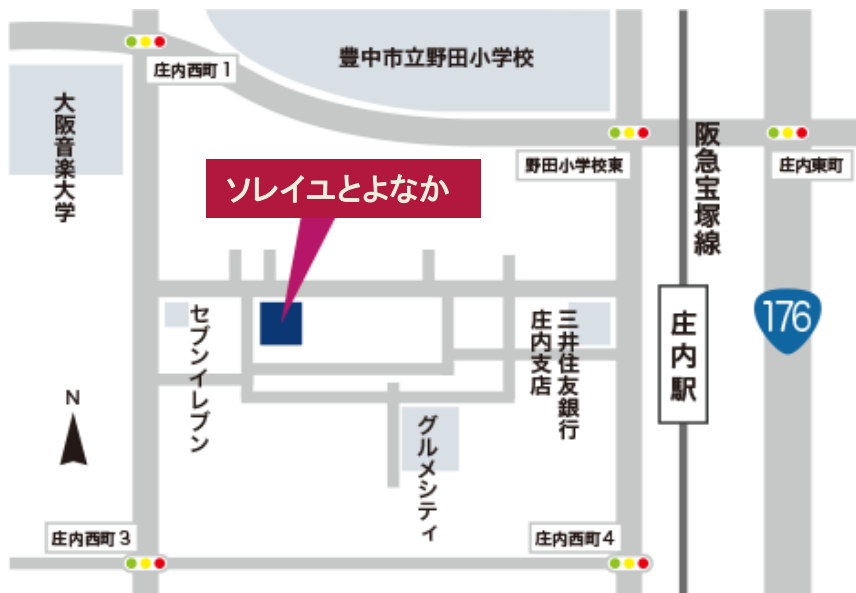 豊中市立野田小学校
庄内西町1
大阪音楽大学
野田小学校東
阪急宝塚線
庄内東町
ソレイユとよなか
セブンイレブン
三井住友銀行
庄内支店
庄内駅
176
N
グルメシティ
庄内西町3
庄内西町4